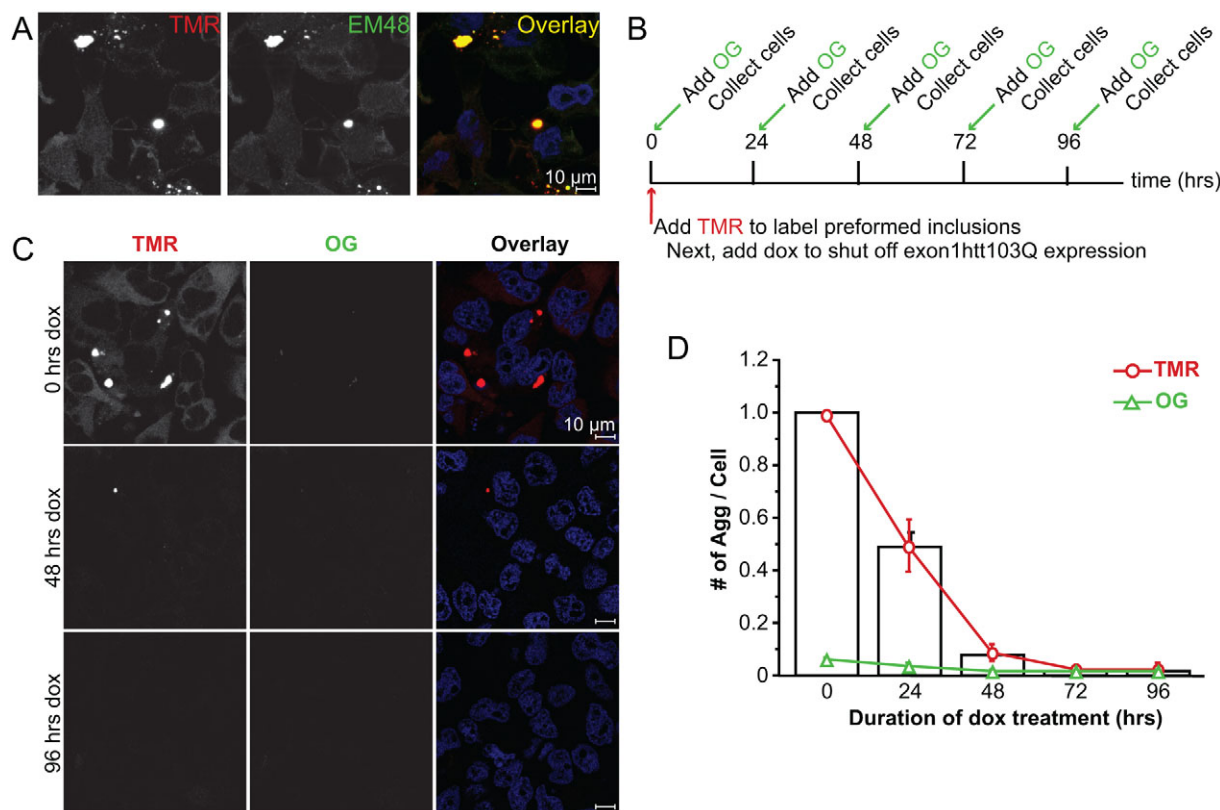 A
TMR
EM48
Overlay
10 µm
B
Add OG
Collect cells
Add OG
Collect cells
Add OG
Collect cells
Add OG
Collect cells
Add OG
Collect cells
0 24 48 72 96
time (hrs)
Add TMR to label preformed inclusions
Next, add dox to shut off exon1htt103Q expression
C
TMR OG Overlay
0 hrs dox
10 µm
48 hrs dox
96 hrs dox
D
TMR
OG
# of Agg / Cell
1.2
1.0
0.8
0.6
0.4
0.2
0
0 24 48 72 96
Duration of dox treatment (hrs)